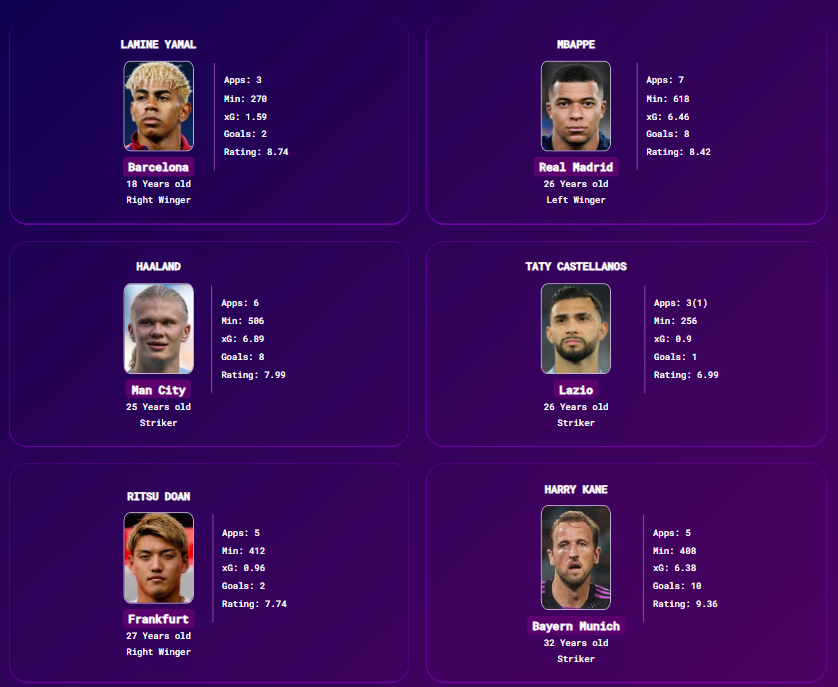 LAMINE YAMAL
Apps: 3
Min: 270
xG: 1.59
Goals: 2
Rating: 8.74
Barcelona
18 Years old
Right Winger
MBAPPE
Apps: 7
Min: 618
xG: 6.46
Goals: 8
Rating: 8.42
Real Madrid
26 Years old
Left Winger
HAALAND
Apps: 6
Min: 506
xG: 6.89
Goals: 8
Rating: 7.99
Man City
25 Years old
Striker
TATY CASTELLANOS
Apps: 3(1)
Min: 256
xG: 0.9
Goals: 1
Rating: 6.99
Lazio
26 Years old
Striker
RITSU DOAN
Apps: 5
Min: 412
xG: 0.96
Goals: 2
Rating: 7.74
Frankfurt
27 Years old
Right Winger
HARRY KANE
Apps: 5
Min: 408
xG: 6.38
Goals: 10
Rating: 9.36
Bayern Munich
32 Years old
Striker